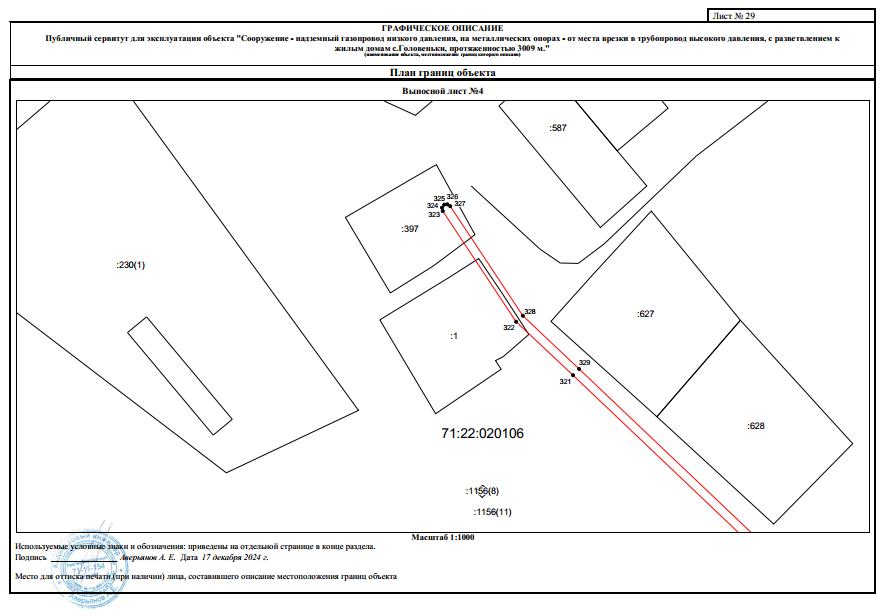 Лист № 29
ГРАФИЧЕСКОЕ ОПИСАНИЕ
Публичный сервитут для эксплуатации объекта "Сооружение - надземный газопровод низкого давления, на металлических опорах - от места врезки в трубопровод высокого давления, с разветвлением к
жилым домам с.Головеньки, протяженностью 3009 м."
(наименование объекта, местоположение границ которого описано)
План границ объекта
Выносной лист №4
:587
325 326
324 327
323
:397
:230(1)
328
:627
322
:1
329
321
:628
71:22:020106
:1156(8)
:1156(11)
Масштаб 1:1000
Используемые условные знаки и обозначения: приведены на отдельной странице в конце раздела.
Подпись Аверьянов А. Е. Дата 17 декабря 2024 г.
Место для оттиска печати (при наличии) лица, составившего описание местоположения границ объекта